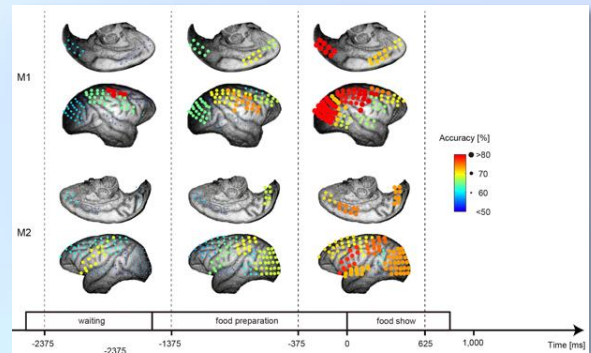 M1
Accuracy [%]
>80
70
60
<50
M2
waiting
food preparation
food show
-2375
-2375
-1375
-375
0
625
1,000
Time [ms]